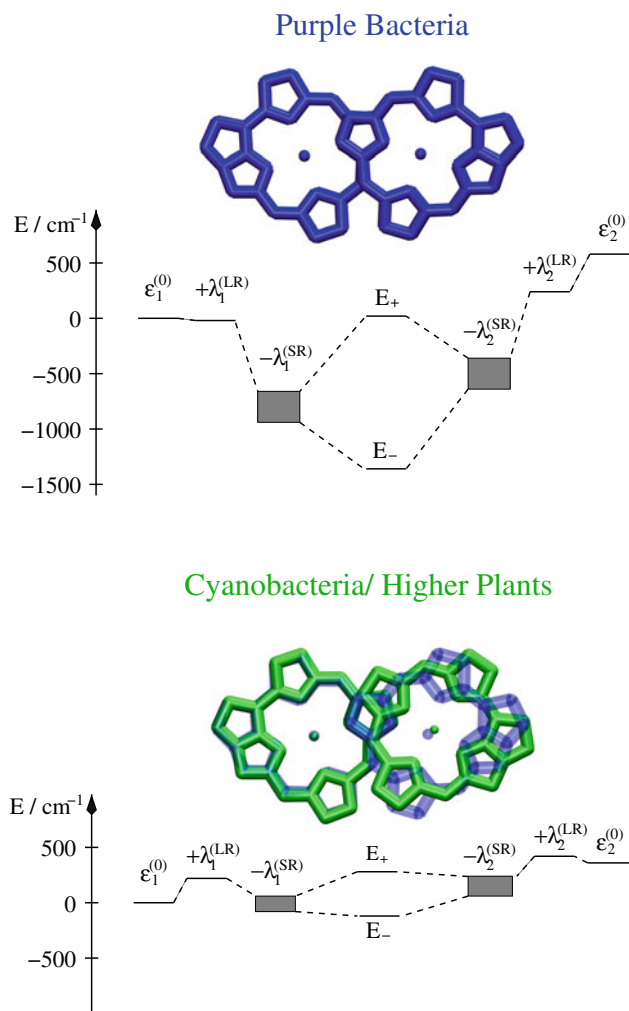 Purple Bacteria
E / cm⁻¹
500
0
−500
−1000
−1500
ε₁⁽⁰⁾
+λ₁⁽ᴸᴿ⁾
−λ₁⁽ˢᴿ⁾
E₊
E₋
−λ₂⁽ˢᴿ⁾
+λ₂⁽ᴸᴿ⁾
ε₂⁽⁰⁾
Cyanobacteria/ Higher Plants
E / cm⁻¹
500
0
−500
ε₁⁽⁰⁾
+λ₁⁽ᴸᴿ⁾
−λ₁⁽ˢᴿ⁾
E₊
E₋
−λ₂⁽ˢᴿ⁾
+λ₂⁽ᴸᴿ⁾
ε₂⁽⁰⁾